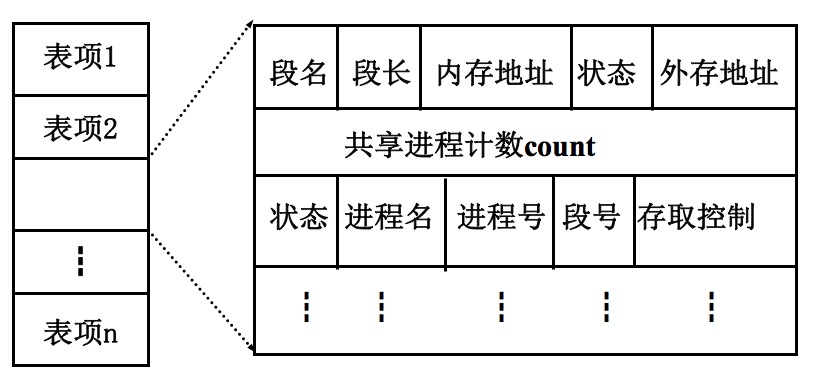 表项1
表项2
⋮
表项n
段名 段长 内存地址 状态 外存地址
共享进程计数count
状态 进程名 进程号 段号 存取控制
⋮ ⋮ ⋮ ⋮ ⋮